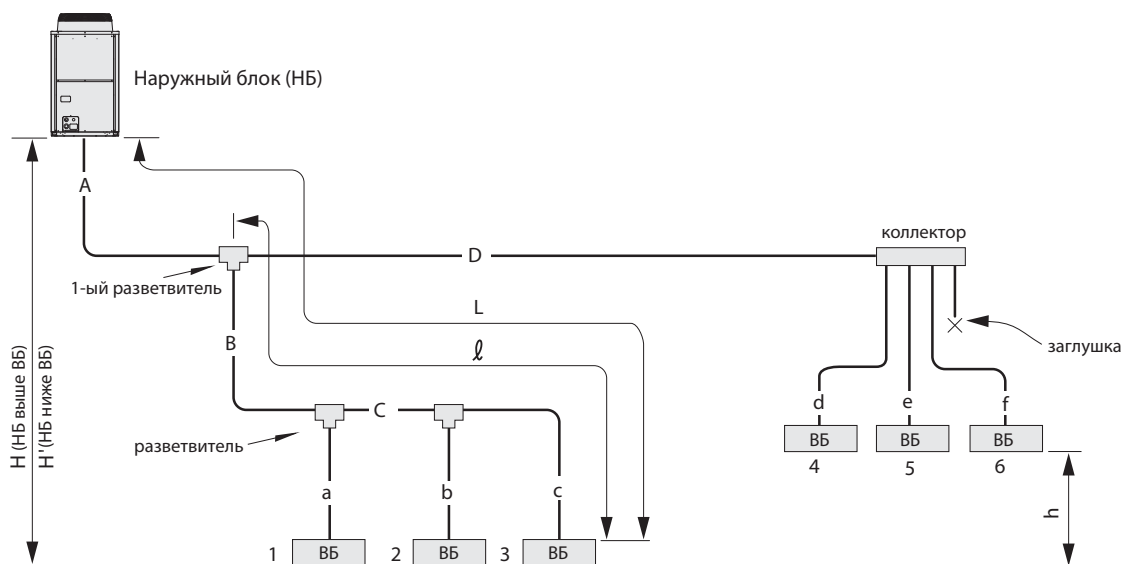 Наружный блок (НБ)
A
коллектор
D
1-ый разветвитель
L
заглушка
B
ℓ
H (НБ выше ВБ)
H'(НБ ниже ВБ)
C
разветвитель
d
e
f
ВБ
ВБ
ВБ
4
5
6
a
b
c
h
1
ВБ
2
ВБ
3
ВБ